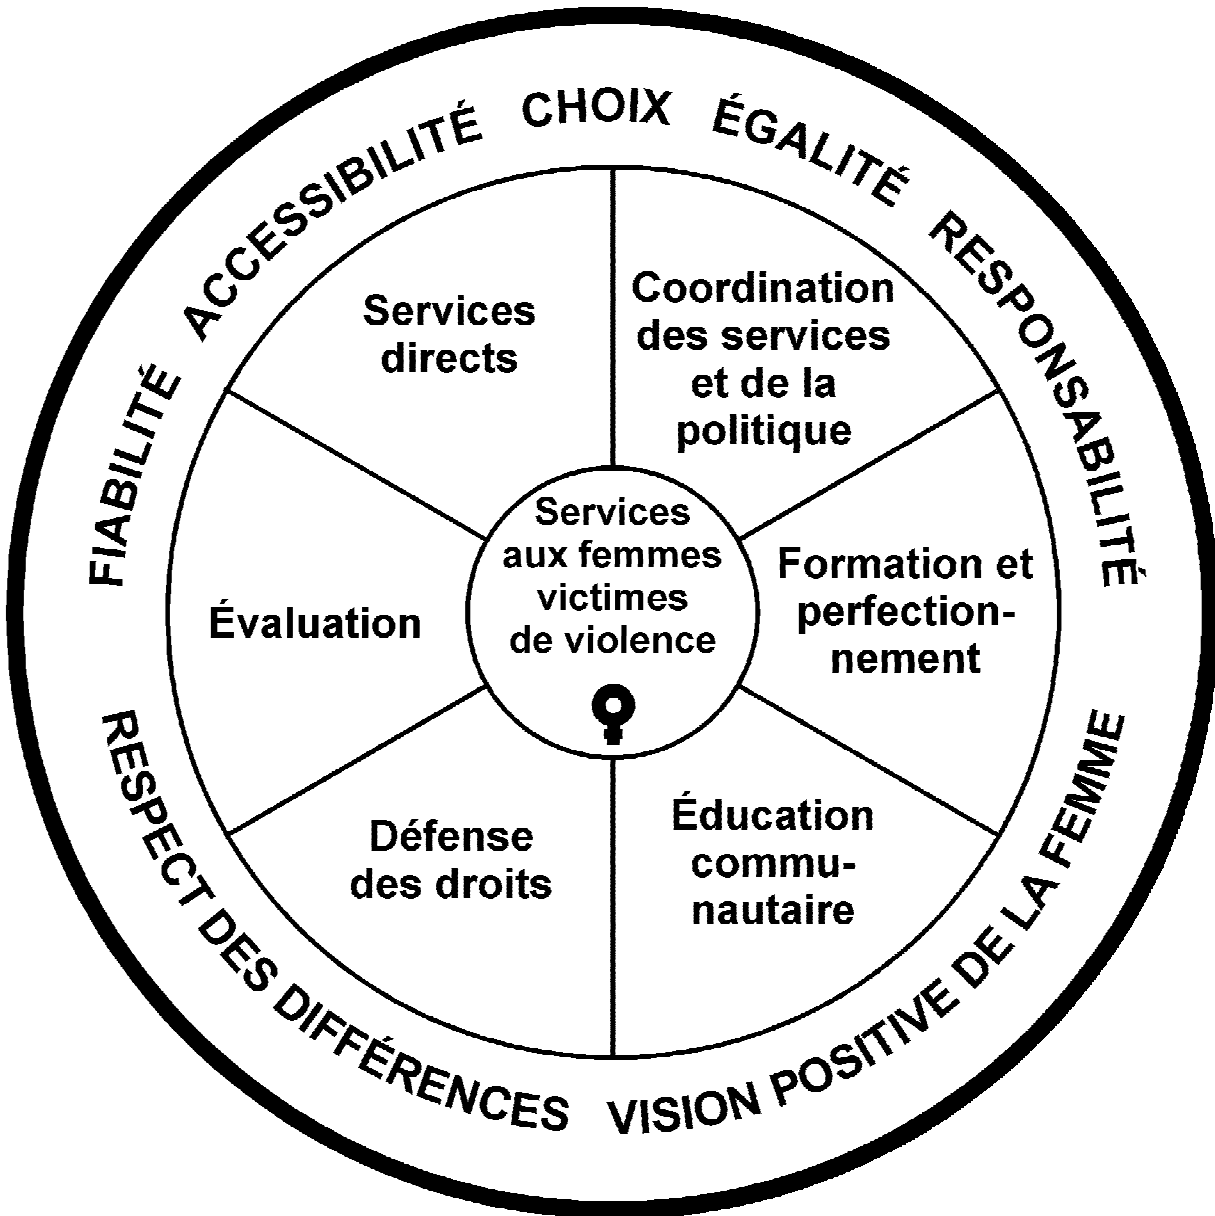 FIABILITÉ ACCESSIBILITÉ CHOIX ÉGALITÉ RESPONSABILITÉ
Services
directs
Coordination
des services
et de la
politique
Services
aux femmes
victimes
de violence
Évaluation
Formation et
perfection-
nement
Défense
des droits
Éducation
commu-
nautaire
RESPECT DES DIFFÉRENCES VISION POSITIVE DE LA FEMME